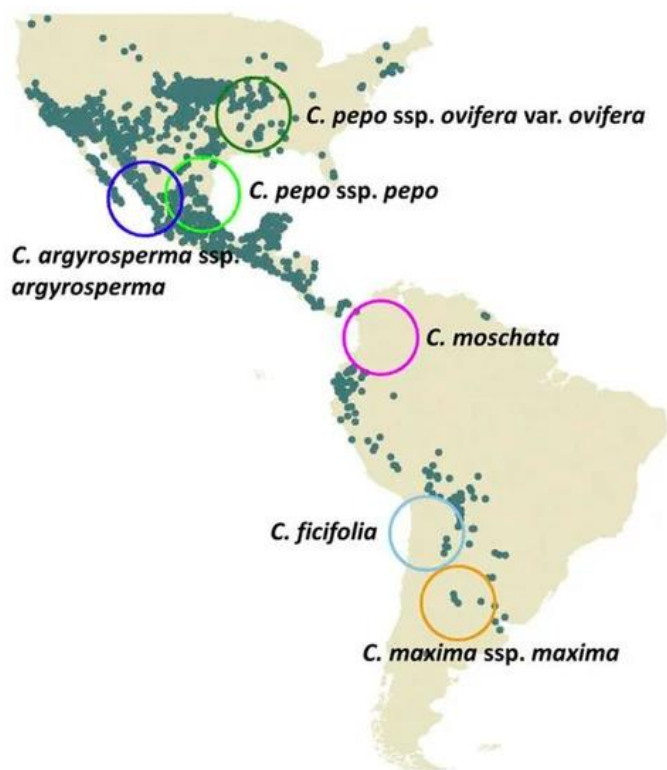 C. pepo ssp. ovifera var. ovifera
C. pepo ssp. pepo
C. argyrosperma ssp.
argyrosperma
C. moschata
C. ficifolia
C. maxima ssp. maxima